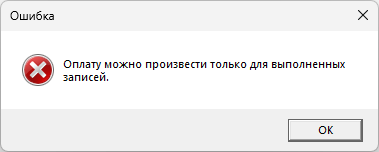 Ошибка
Оплату можно произвести только для выполненных
записей.
OK